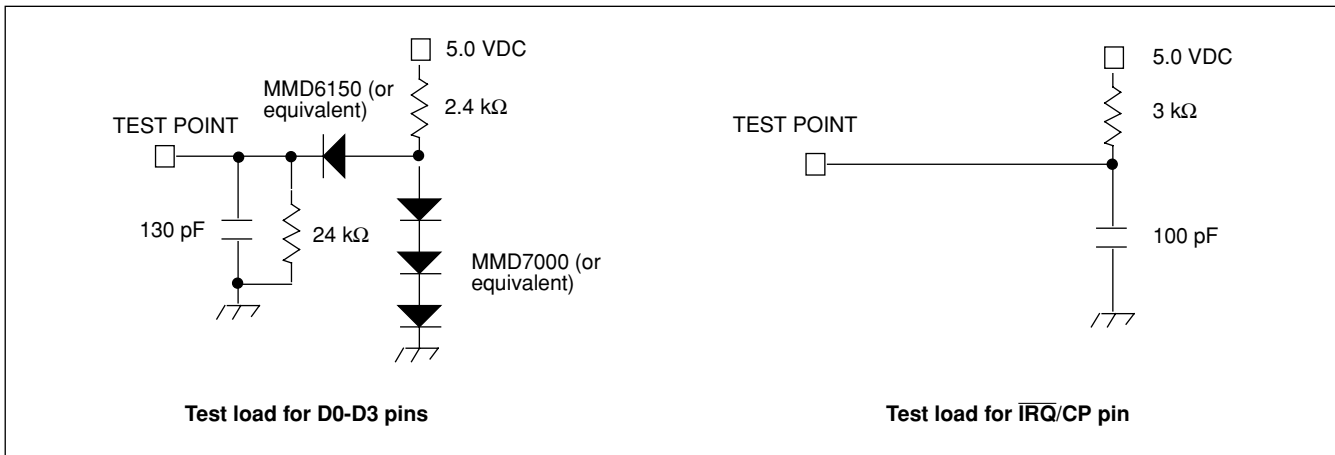 5.0 VDC
MMD6150 (or
equivalent)
2.4 kΩ
TEST POINT
130 pF
24 kΩ
MMD7000 (or
equivalent)
Test load for D0-D3 pins
5.0 VDC
3 kΩ
TEST POINT
100 pF
Test load for I̅R̅Q̅/CP pin